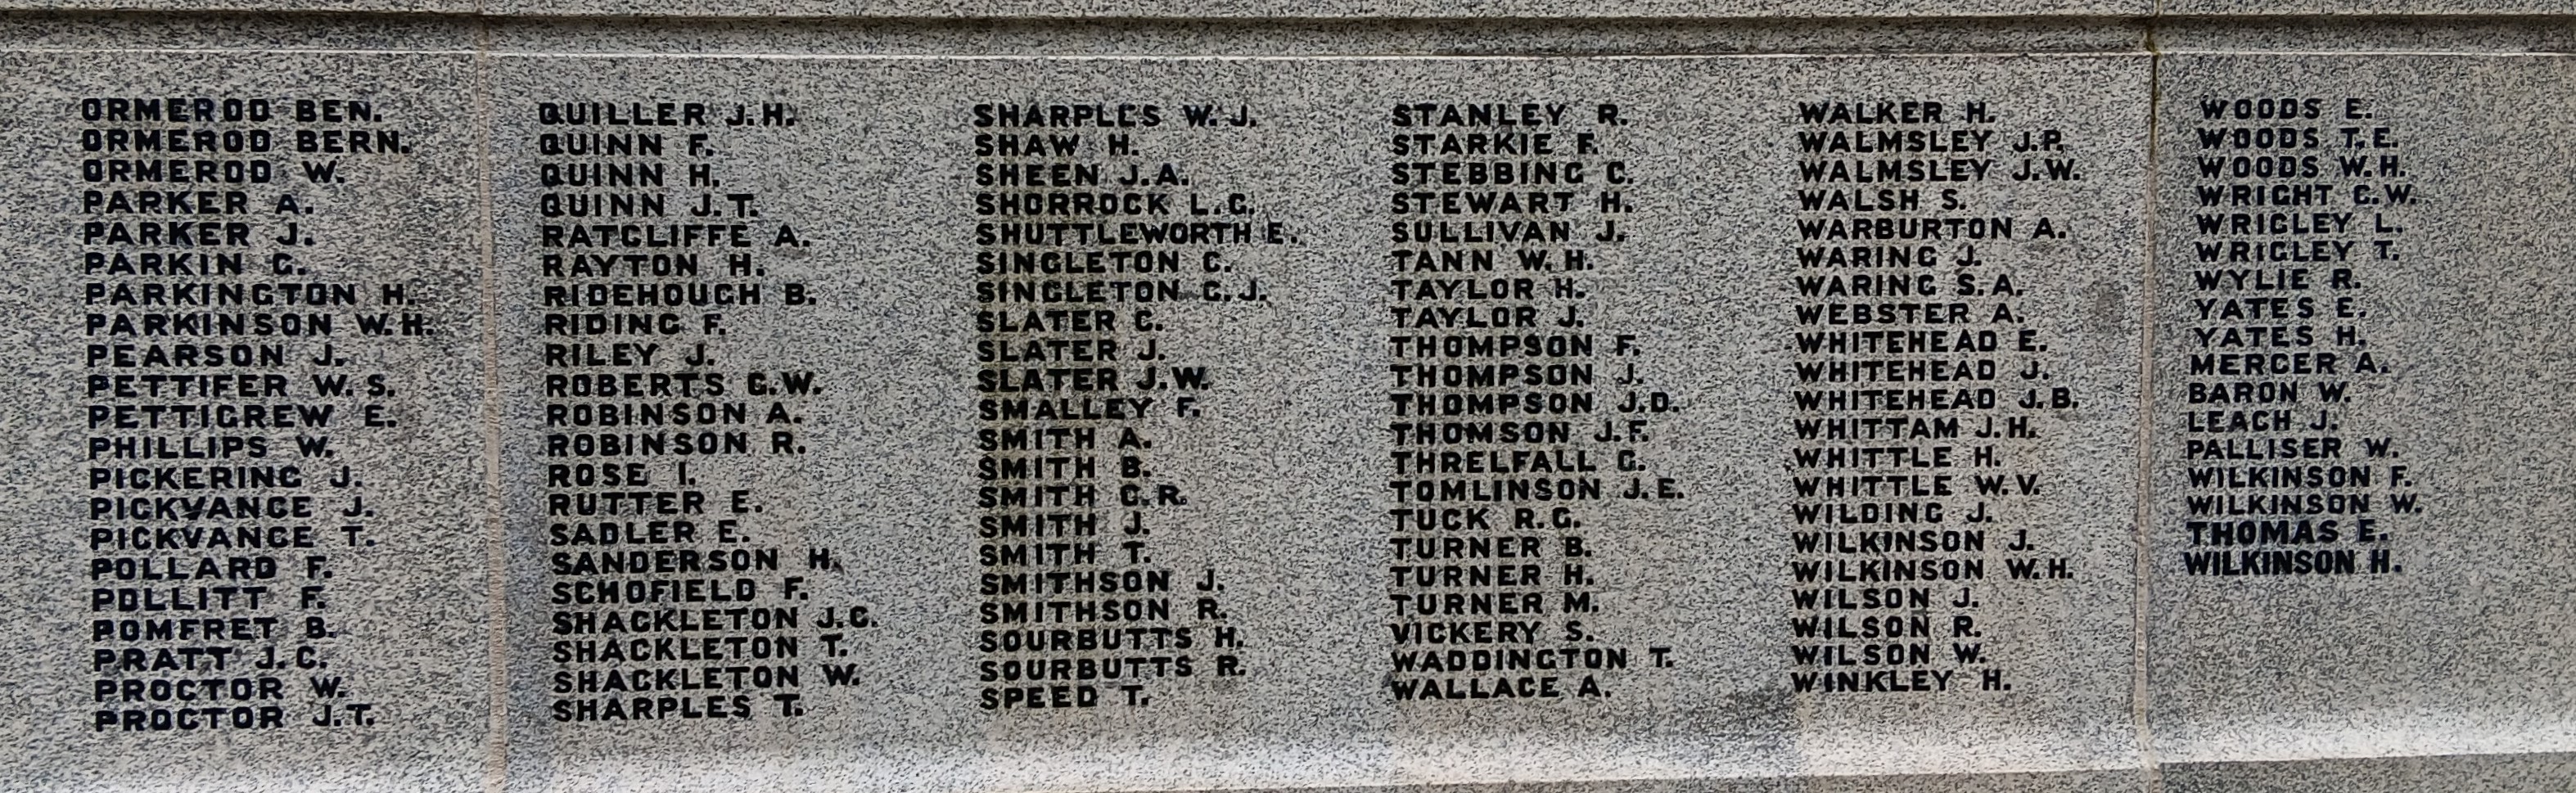 ORMEROD BEN.
ORMEROD BERN.
ORMEROD W.
PARKER A.
PARKER J.
PARKIN G.
PARKINGTON H.
PARKINSON W.H.
PEARSON J.
PETTIFER W.S.
PETTIGREW E.
PHILLIPS W.
PICKERING J.
PICKVANCE J.
PICKVANCE T.
POLLARD F.
POLLITT F.
POMFRET B.
PRATT J.C.
PROCTOR W.
PROCTOR J.T.
QUILLER J.H.
QUINN F.
QUINN H.
QUINN J.T.
RATCLIFFE A.
RAYTON H.
RIDEHOUGH B.
RIDING F.
RILEY J.
ROBERTS G.W.
ROBINSON A.
ROBINSON R.
ROSE I.
RUTTER E.
SADLER E.
SANDERSON H.
SCHOFIELD F.
SHACKLETON J.C.
SHACKLETON T.
SHACKLETON W.
SHARPLES T.
SHARPLES W.J.
SHAW H.
SHEEN J.A.
SHORROCK L.G.
SHUTTLEWORTH E.
SINGLETON C.
SINGLETON G.J.
SLATER C.
SLATER J.
SLATER J.W.
SMALLEY F.
SMITH A.
SMITH B.
SMITH G.R.
SMITH J.
SMITH T.
SMITHSON J.
SMITHSON R.
SOURBUTTS H.
SOURBUTTS R.
SPEED T.
STANLEY R.
STARKIE F.
STEBBING C.
STEWART H.
SULLIVAN J.
TANN W.H.
TAYLOR H.
TAYLOR J.
THOMPSON F.
THOMPSON J.
THOMPSON J.D.
THOMSON J.F.
THRELFALL G.
TOMLINSON J.E.
TUCK R.G.
TURNER B.
TURNER H.
TURNER M.
VICKERY S.
WADDINGTON T.
WALLACE A.
WALKER H.
WALMSLEY J.P.
WALMSLEY J.W.
WALSH S.
WARBURTON A.
WARING J.
WARING S.A.
WEBSTER A.
WHITEHEAD E.
WHITEHEAD J.
WHITEHEAD J.B.
WHITTAM J.H.
WHITTLE H.
WHITTLE W.V.
WILDING J.
WILKINSON J.
WILKINSON W.H.
WILSON J.
WILSON R.
WILSON W.
WINKLEY H.
WOODS E.
WOODS T.E.
WOODS W.H.
WRIGHT G.W.
WRIGLEY L.
WRIGLEY T.
WYLIE R.
YATES E.
YATES H.
MERCER A.
BARON W.
LEACH J.
PALLISER W.
WILKINSON F.
WILKINSON W.
THOMAS E.
WILKINSON H.